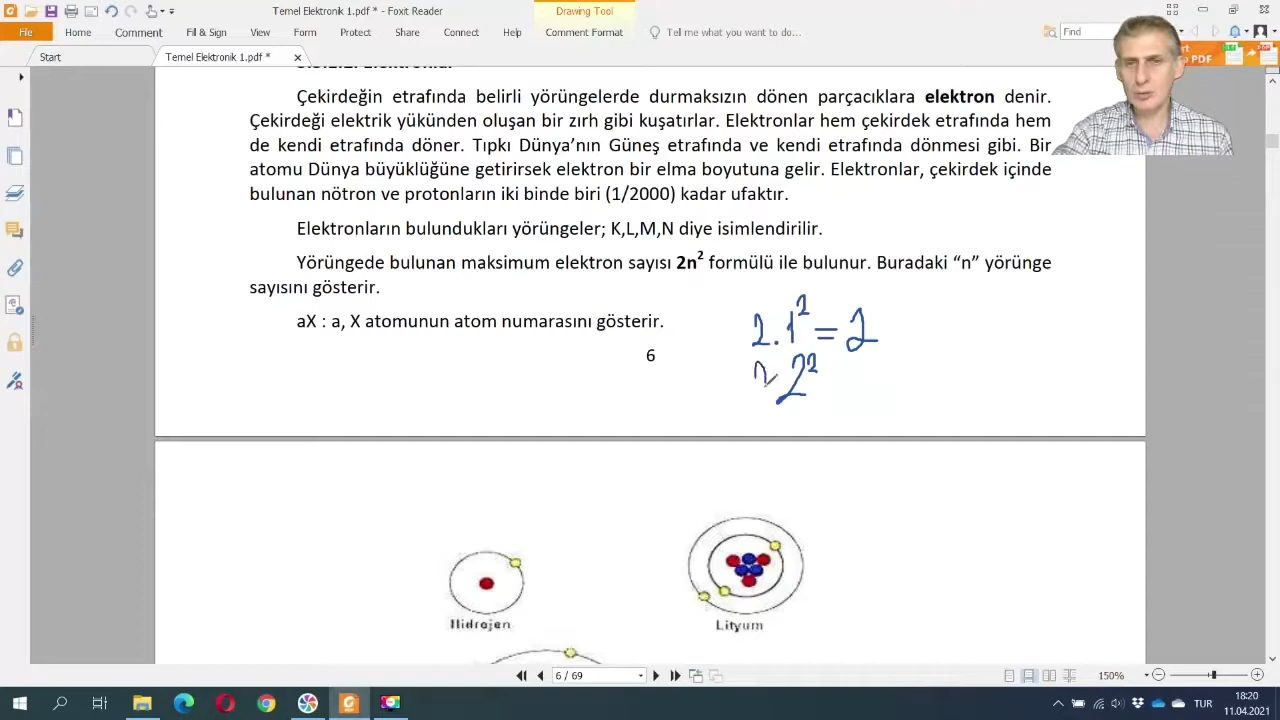 Temel Elektronik 1.pdf * - Foxit Reader
Drawing Tool
File Home Comment Fill & Sign View Form Protect Share Connect Help Comment Format Tell me what you want to do... Find
Start Temel Elektronik 1.pdf * PDF
Çekirdeğin etrafında belirli yörüngelerde durmaksızın dönen parçacıklara elektron denir.
Çekirdeği elektrik yükünden oluşan bir zırh gibi kuşatırlar. Elektronlar hem çekirdek etrafında hem
de kendi etrafında döner. Tıpkı Dünya’nın Güneş etrafında ve kendi etrafında dönmesi gibi. Bir
atomu Dünya büyüklüğüne getirirsek elektron bir elma boyutuna gelir. Elektronlar, çekirdek içinde
bulunan nötron ve protonların iki binde biri (1/2000) kadar ufaktır.
Elektronların bulundukları yörüngeler; K,L,M,N diye isimlendirilir.
Yörüngede bulunan maksimum elektron sayısı 2n² formülü ile bulunur. Buradaki “n” yörünge
sayısını gösterir.
aX : a, X atomunun atom numarasını gösterir.
2.1² = 2
2²
6
Hidrojen
Lityum
6 / 69
150%
18:20
TUR
11.04.2021